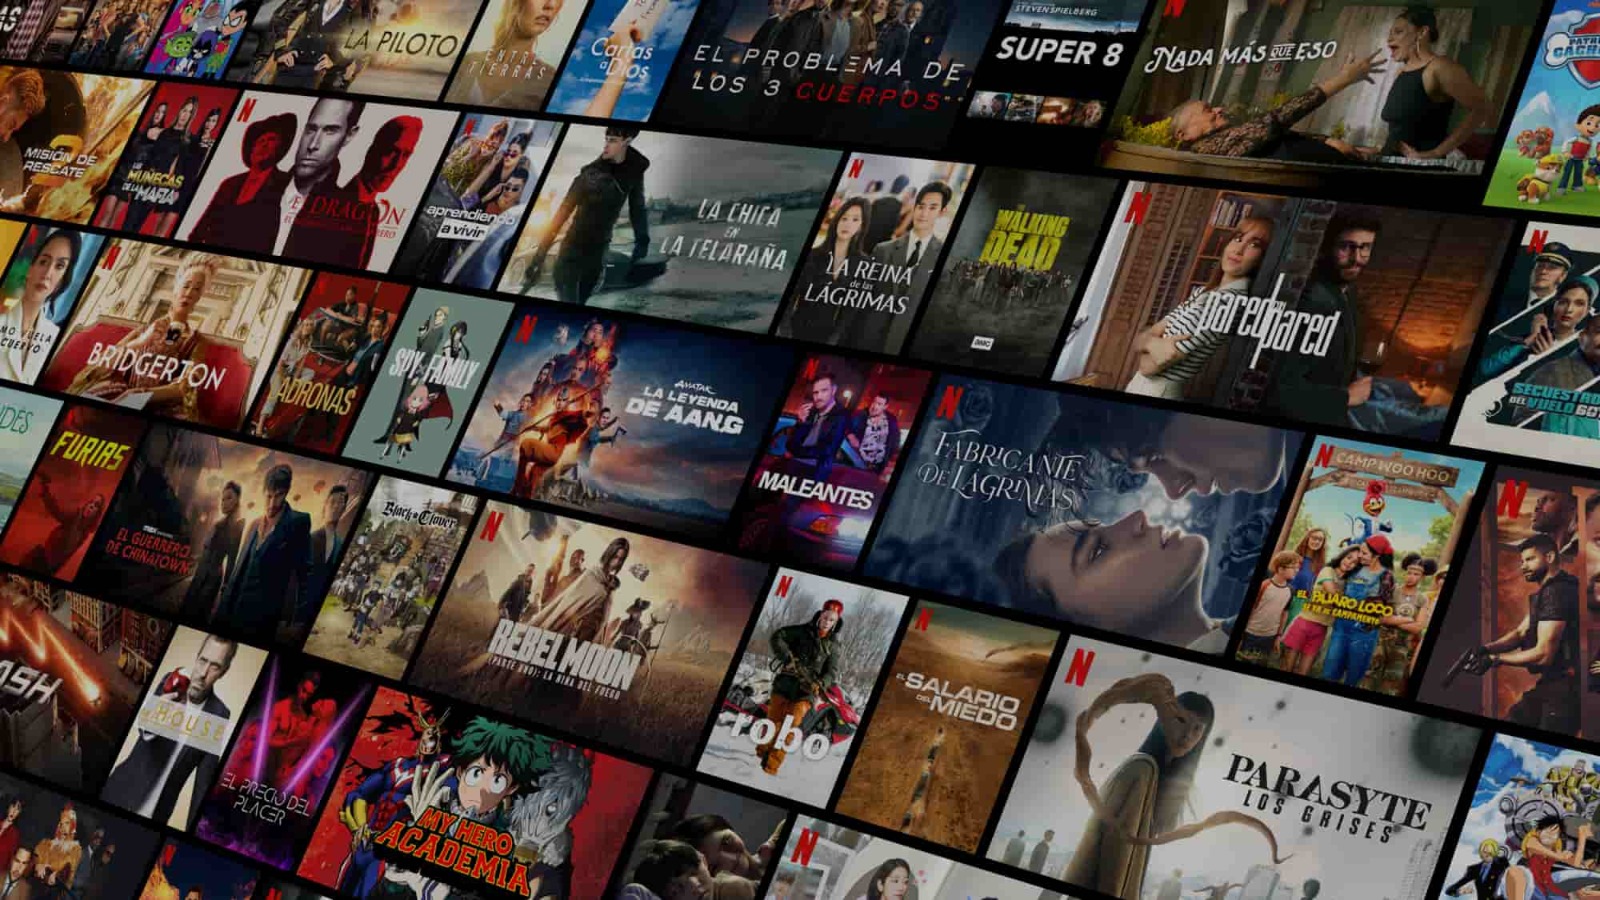 LA PILOTO
ENTRE
TIERRAS
Cartas
a Dios
EL PROBLEMA DE
LOS 3 CUERPOS
STEVEN SPIELBERG
SUPER 8
NADA MÁS QUE ESO
MISIÓN DE
RESCATE
LAS
MUÑECAS
DE LA MAFIA
EL DRAGÓN
aprendiendo
a vivir
LA CHICA
EN
LA TELARAÑA
LA REINA
de las
LÁGRIMAS
THE
WALKING
DEAD
AMC
pared pared
SECUESTRO
DEL VUELO 60
CUERVO
BRIDGERTON
ADRONAS
SPY×FAMILY
AVATAR
LA LEYENDA
DE AANG
MALEANTES
FABRICANTE
DE LÁGRIMAS
CAMP WOO HOO
EL PÁJARO LOCO
SE VA DE CAMPAMENTO
DES
FURIAS
EL GUERRERO
DE CHINATOWN
Black Clover
REBEL MOON
(PARTE UNO): LA NIÑA DEL FUEGO
robo
EL
SALARIO
DEL
MIEDO
PARASYTE
LOS GRISES
ASH
HOUSE
EL PRECIO DEL
PLACER
MY HERO
ACADEMIA